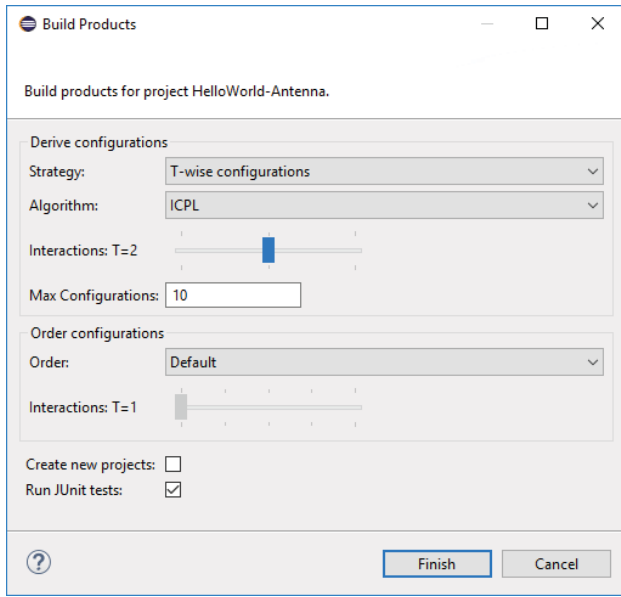 Build Products
Build products for project HelloWorld-Antenna.
Derive configurations
Strategy: T-wise configurations
Algorithm: ICPL
Interactions: T=2
Max Configurations: 10
Order configurations
Order: Default
Interactions: T=1
Create new projects:
Run JUnit tests:
? Finish Cancel